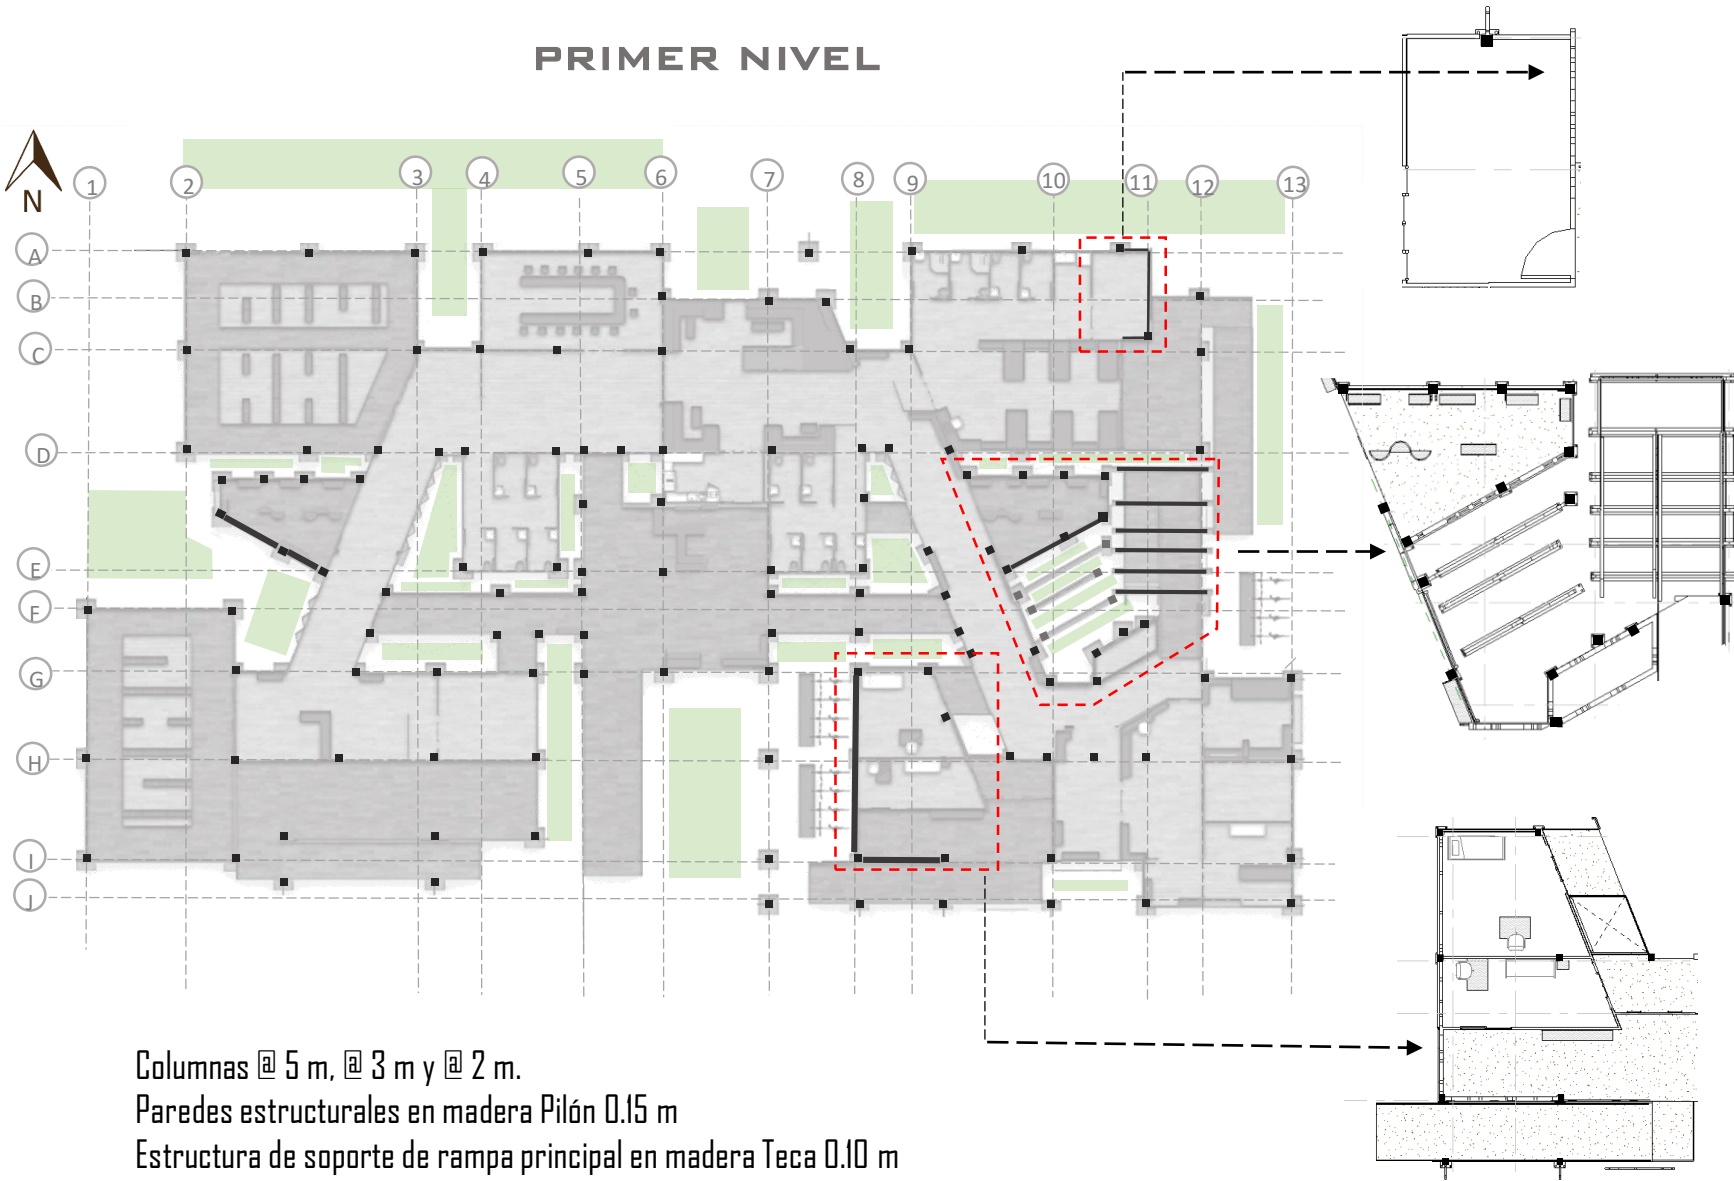 PRIMER NIVEL
N
1 2 3 4 5 6 7 8 9 10 11 12 13
A
B
C
D
E
F
G
H
I
J
Columnas @ 5 m, @ 3 m y @ 2 m.
Paredes estructurales en madera Pilón 0.15 m
Estructura de soporte de rampa principal en madera Teca 0.10 m